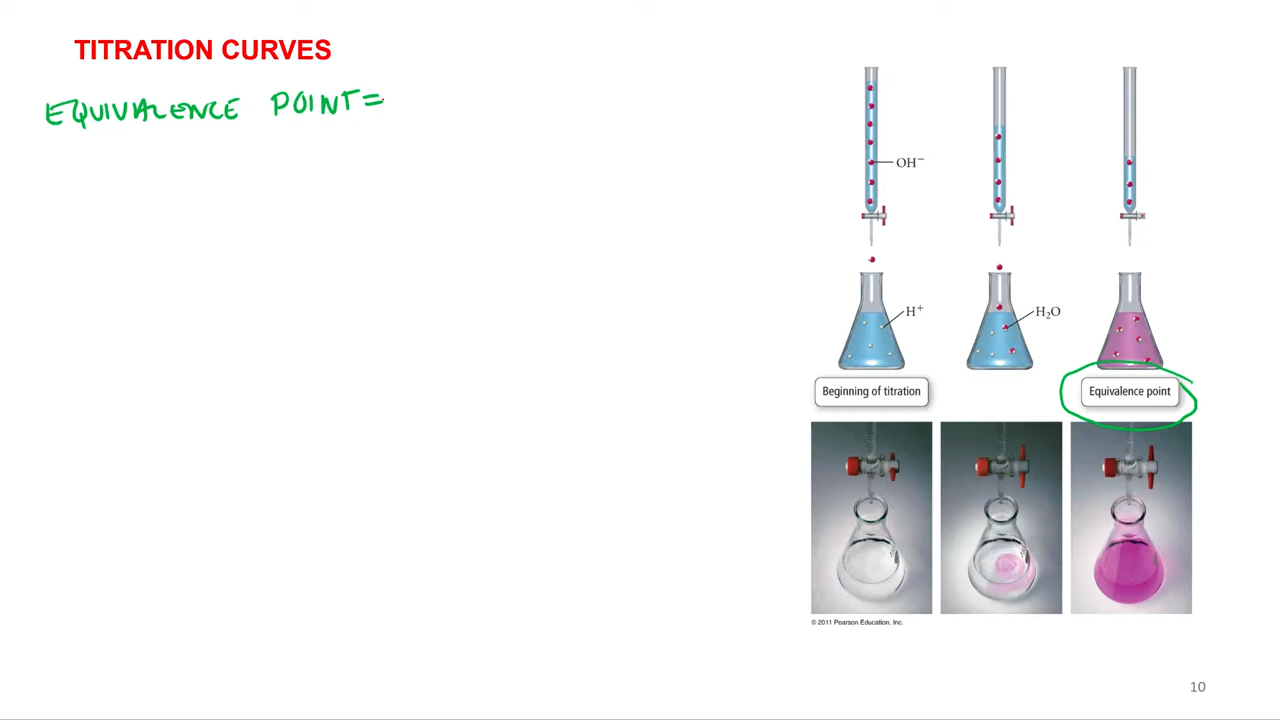 TITRATION CURVES
EQUIVALENCE POINT=
OH⁻
H⁺
H₂O
Beginning of titration
Equivalence point
© 2011 Pearson Education, Inc.
10